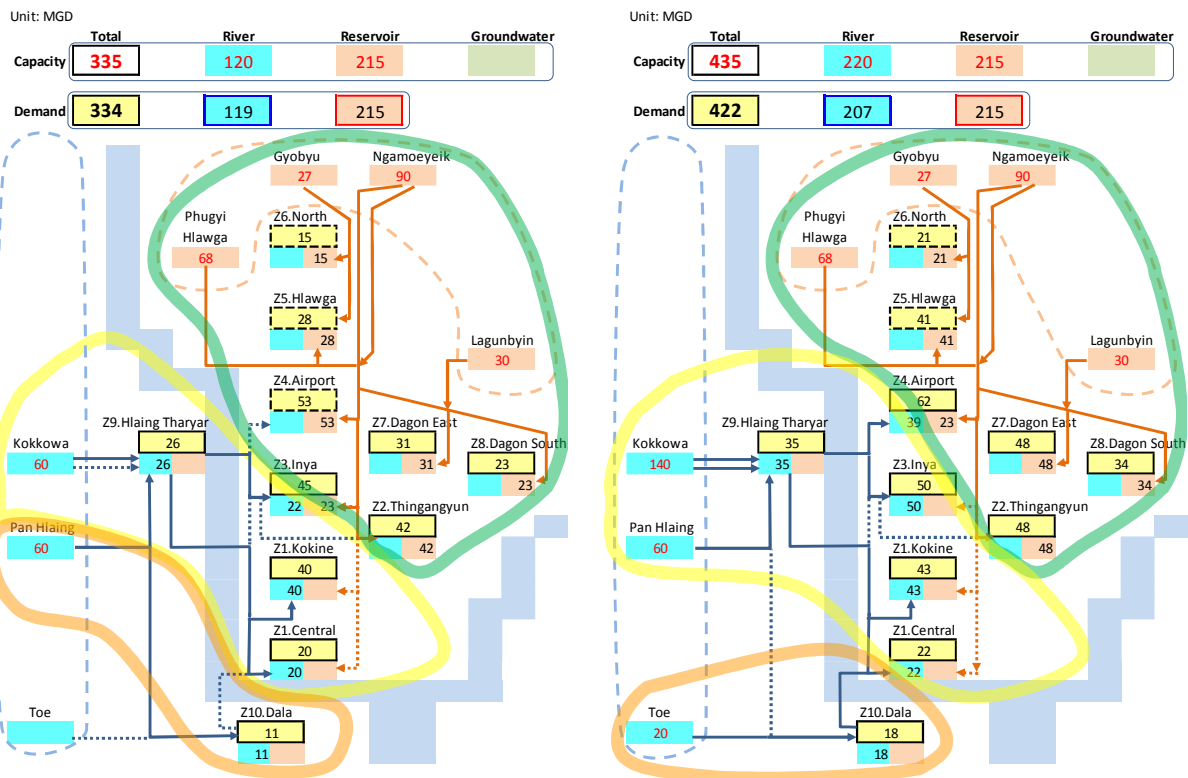 Unit: MGD
Total River Reservoir Groundwater
Capacity 335 120 215
Demand 334 119 215
Gyobyu Ngamoeyeik
27 90
Phugyi
Hlawga
68
Z6.North
15
15
Z5.Hlawga
28
28
Lagunbyin
30
Z4.Airport
53
53
Z9.Hlaing Tharyar
26
26
Kokkowa
60
Z7.Dagon East
31
31
Z8.Dagon South
23
23
Z3.Inya
45
22 23
Z2.Thingangyun
42
42
Pan Hlaing
60
Z1.Kokine
40
40
Z1.Central
20
20
Toe
Z10.Dala
11
11
Unit: MGD
Total River Reservoir Groundwater
Capacity 435 220 215
Demand 422 207 215
Gyobyu Ngamoeyeik
27 90
Phugyi
Hlawga
68
Z6.North
21
21
Z5.Hlawga
41
41
Lagunbyin
30
Z4.Airport
62
39 23
Z9.Hlaing Tharyar
35
35
Kokkowa
140
Z7.Dagon East
48
48
Z8.Dagon South
34
34
Z3.Inya
50
50
Z2.Thingangyun
48
48
Pan Hlaing
60
Z1.Kokine
43
43
Z1.Central
22
22
Toe
20
Z10.Dala
18
18